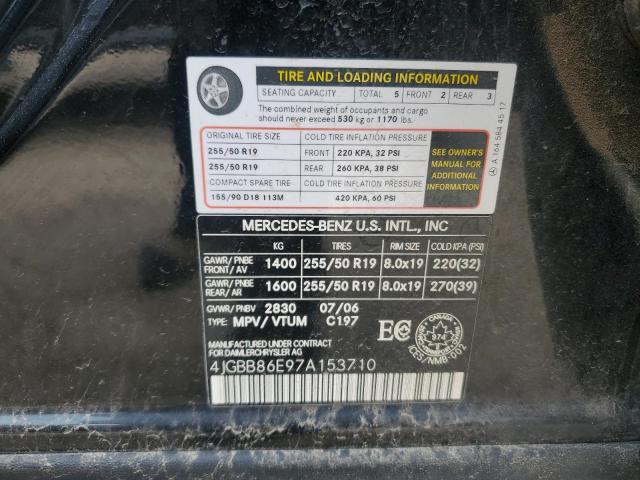 TIRE AND LOADING INFORMATION
SEATING CAPACITY TOTAL 5 FRONT 2 REAR 3
The combined weight of occupants and cargo
should never exceed 530 kg or 1170 lbs.
ORIGINAL TIRE SIZE COLD TIRE INFLATION PRESSURE
255/50 R19 FRONT 220 KPA, 32 PSI
255/50 R19 REAR 260 KPA, 38 PSI
COMPACT SPARE TIRE COLD TIRE INFLATION PRESSURE
155/90 D18 113M 420 KPA, 60 PSI
SEE OWNER'S
MANUAL FOR
ADDITIONAL
INFORMATION
A 164 584 45 17
MERCEDES-BENZ U.S. INTL., INC
KG TIRES RIM SIZE COLD KPA (PSI)
GAWR/PNBE
FRONT/AV 1400 255/50 R19 8.0x19 220(32)
GAWR/PNBE
REAR/AR 1600 255/50 R19 8.0x19 270(39)
GVWR/PNBV 2830 07/06
TYPE MPV/VTUM C197
MANUFACTURED UNDER CONTRACT
FOR DAIMLERCHRYSLER AG
4JGBB86E97A153710
EC
CANADA
974
ICES/NMB-002